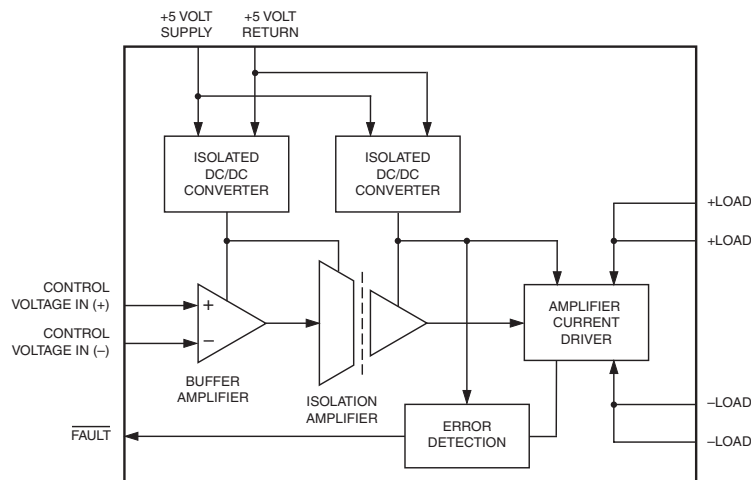 +5 VOLT
SUPPLY
+5 VOLT
RETURN
ISOLATED
DC/DC
CONVERTER
ISOLATED
DC/DC
CONVERTER
+LOAD
+LOAD
CONTROL
VOLTAGE IN (+)
CONTROL
VOLTAGE IN (–)
+
–
AMPLIFIER
CURRENT
DRIVER
BUFFER
AMPLIFIER
ISOLATION
AMPLIFIER
ERROR
DETECTION
FAULT
–LOAD
–LOAD